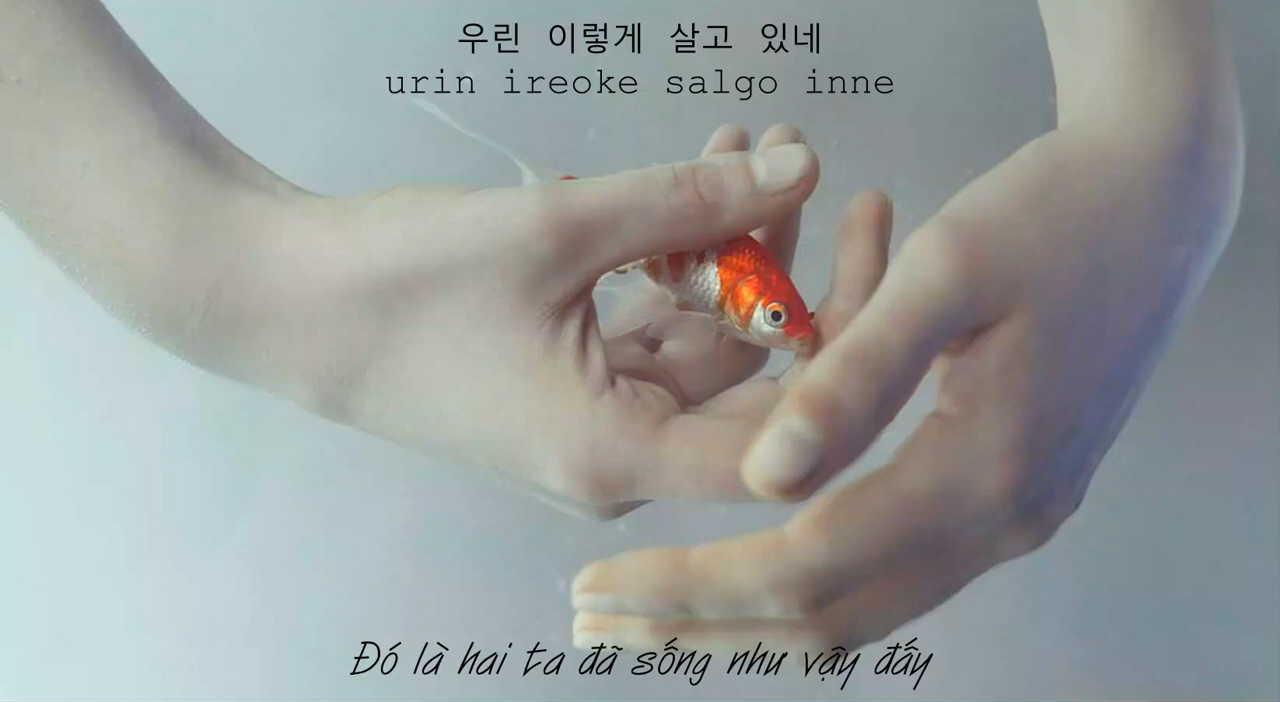 우린 이렇게 살고 있네
urin ireoke salgo inne
Đó là hai ta đã sống như vậy đấy